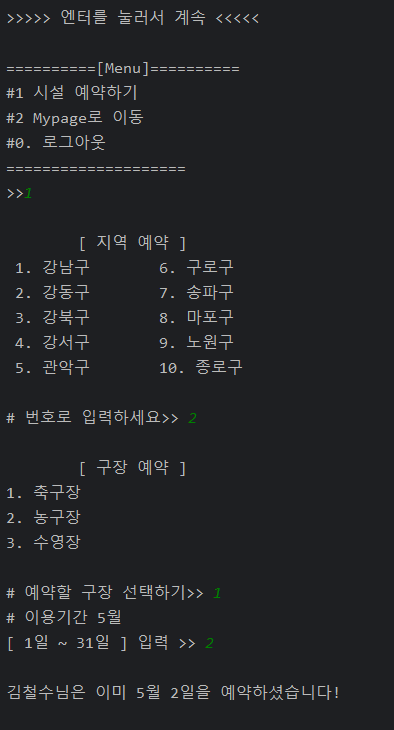 >>>>> 엔터를 눌러서 계속 <<<<<
==========[Menu]==========
#1 시설 예약하기
#2 Mypage로 이동
#0. 로그아웃
====================
>>1
[ 지역 예약 ]
1. 강남구 6. 구로구
2. 강동구 7. 송파구
3. 강북구 8. 마포구
4. 강서구 9. 노원구
5. 관악구 10. 종로구
# 번호로 입력하세요>> 2
[ 구장 예약 ]
1. 축구장
2. 농구장
3. 수영장
# 예약할 구장 선택하기>> 1
# 이용기간 5월
[ 1일 ~ 31일 ] 입력 >> 2
김철수님은 이미 5월 2일을 예약하셨습니다!